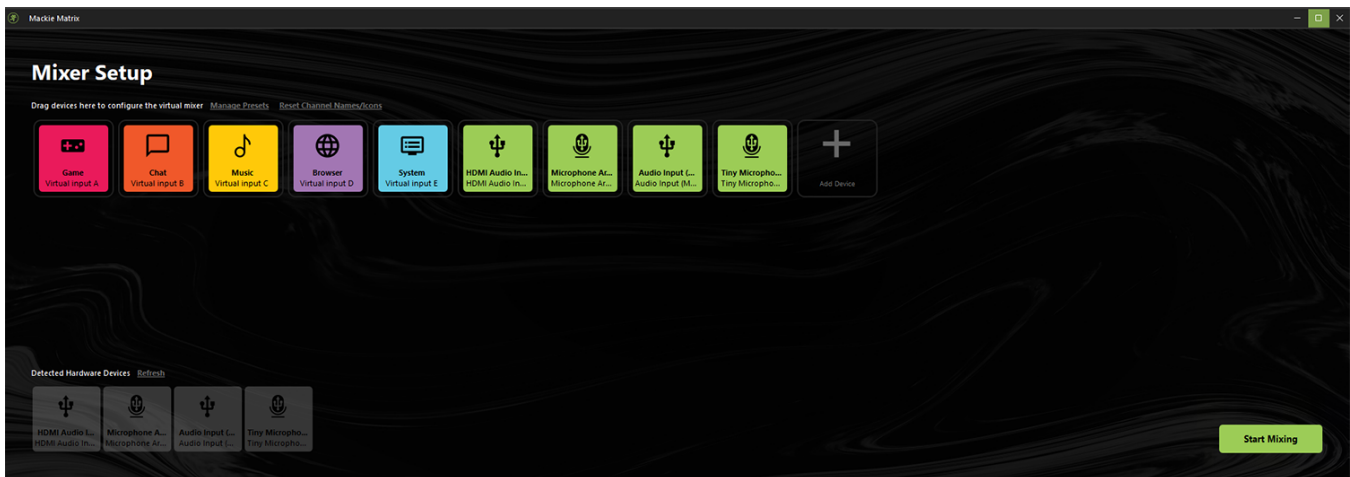 Mackie Matrix
Mixer Setup
Drag devices here to configure the virtual mixer Manage Presets Reset Channel Names/Icons
Game
Virtual input A
Chat
Virtual input B
Music
Virtual input C
Browser
Virtual input D
System
Virtual input E
HDMI Audio In...
HDMI Audio In...
Microphone Ar...
Microphone Ar...
Audio Input (...
Audio Input (M...
Tiny Micropho...
Tiny Micropho...
Add Device
Detected Hardware Devices Refresh
HDMI Audio I...
HDMI Audio In...
Microphone A...
Microphone Ar...
Audio Input (...
Audio Input (...
Tiny Micropho...
Tiny Micropho...
Start Mixing